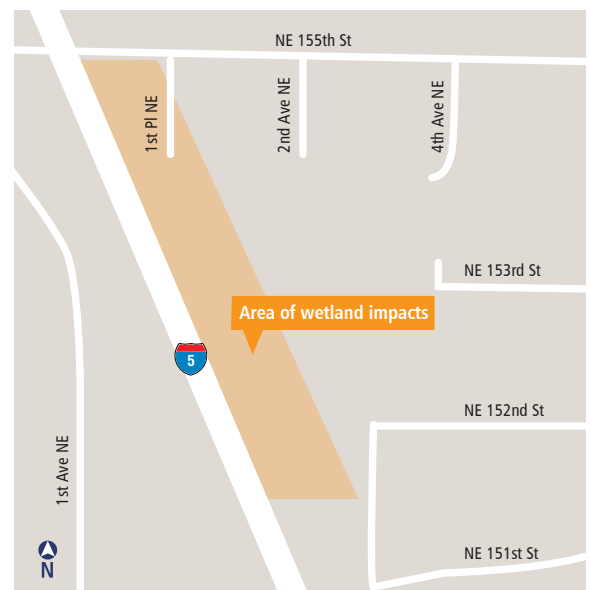 NE 155th St
1st Pl NE
2nd Ave NE
4th Ave NE
NE 153rd St
Area of wetland impacts
5
NE 152nd St
1st Ave NE
NE 151st St
N